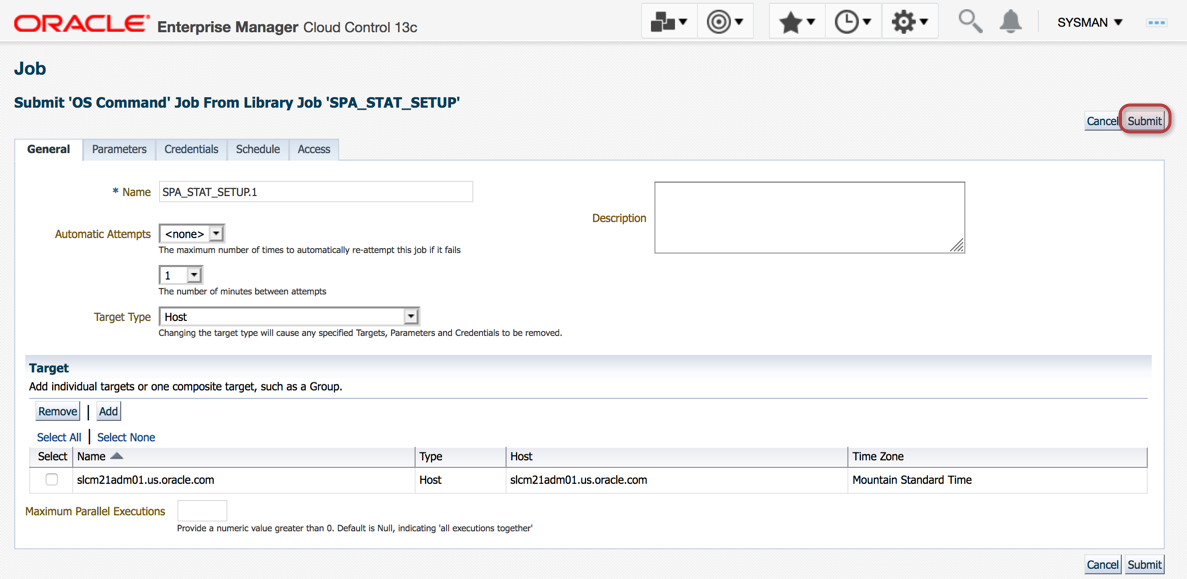 ORACLE® Enterprise Manager Cloud Control 13c SYSMAN
Job
Submit 'OS Command' Job From Library Job 'SPA_STAT_SETUP'
Cancel Submit
General Parameters Credentials Schedule Access
* Name SPA_STAT_SETUP.1
Description
Automatic Attempts <none>
The maximum number of times to automatically re-attempt this job if it fails
1
The number of minutes between attempts
Target Type Host
Changing the target type will cause any specified Targets, Parameters and Credentials to be removed.
Target
Add individual targets or one composite target, such as a Group.
Remove | Add
Select All | Select None
Select Name Type Host Time Zone
slcm21adm01.us.oracle.com Host slcm21adm01.us.oracle.com Mountain Standard Time
Maximum Parallel Executions
Provide a numeric value greater than 0. Default is Null, indicating 'all executions together'
Cancel Submit